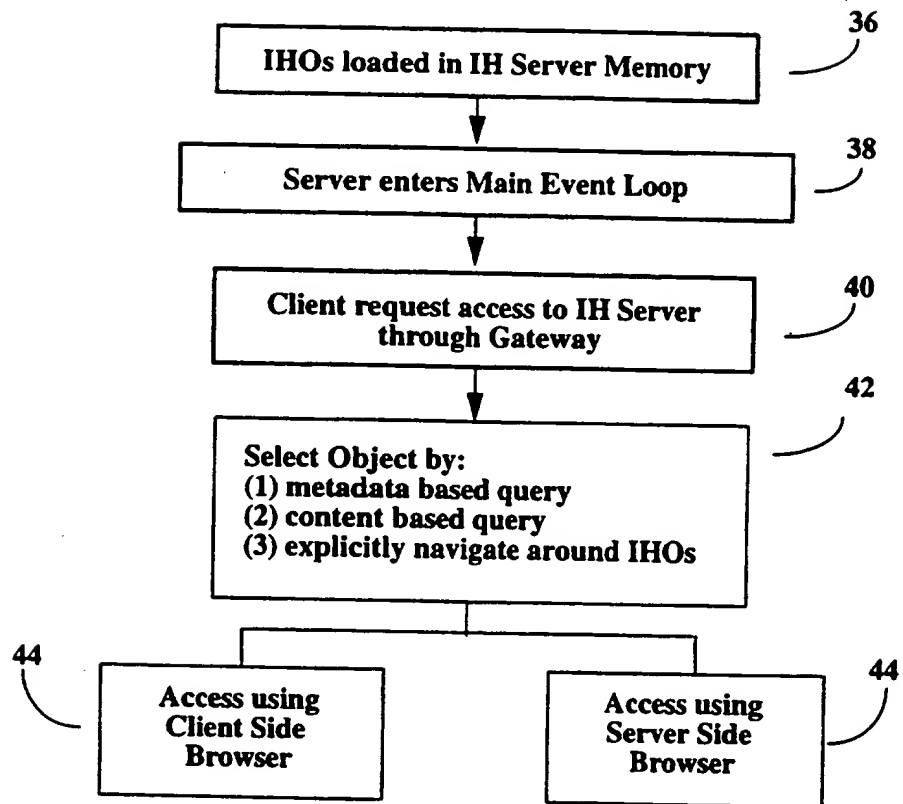 36
IHOs loaded in IH Server Memory
38
Server enters Main Event Loop
40
Client request access to IH Server
through Gateway
42
Select Object by:
(1) metadata based query
(2) content based query
(3) explicitly navigate around IHOs
44
Access using
Client Side
Browser
44
Access using
Server Side
Browser